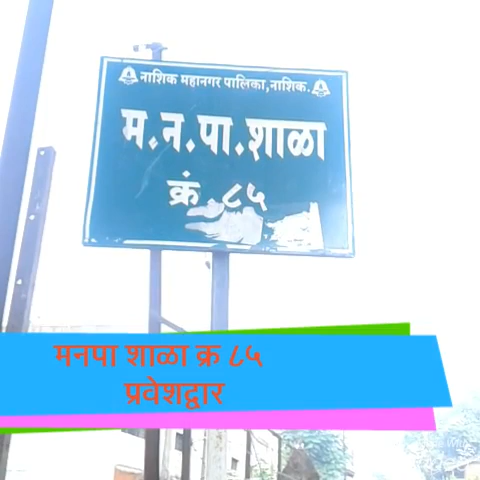 नाशिक महानगर पालिका,नाशिक.
म.न.पा.शाळा
क्रं .८५
मनपा शाळा क्र ८५
प्रवेशद्वार